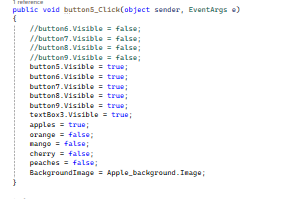 1 reference
public void button5_Click(object sender, EventArgs e)
{
//button6.Visible = false;
//button7.Visible = false;
//button8.Visible = false;
//button9.Visible = false;
button5.Visible = true;
button6.Visible = true;
button7.Visible = true;
button8.Visible = true;
button9.Visible = true;
textBox3.Visible = true;
apples = true;
orange = false;
mango = false;
cherry = false;
peaches = false;
BackgroundImage = Apple_background.Image;
}